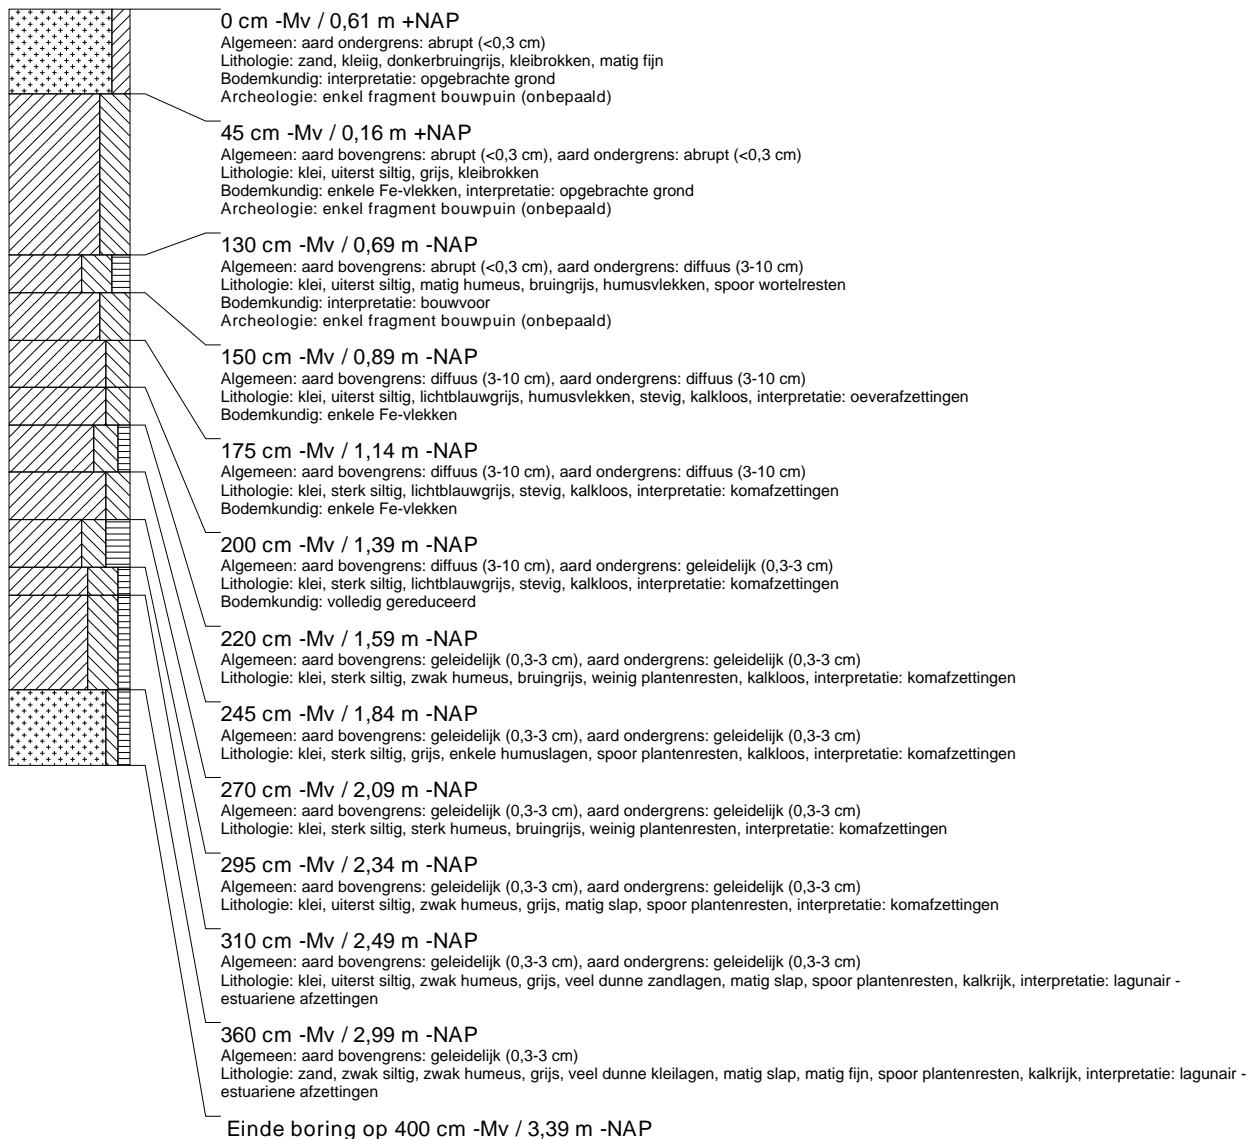 0 cm -Mv / 0,61 m +NAP
Algemeen: aard ondergrens: abrupt (<0,3 cm)
Lithologie: zand, kleiig, donkerbruingrijs, kleibrokken, matig fijn
Bodemkundig: interpretatie: opgebrachte grond
Archeologie: enkel fragment bouwpuin (onbepaald)
45 cm -Mv / 0,16 m +NAP
Algemeen: aard bovengrens: abrupt (<0,3 cm), aard ondergrens: abrupt (<0,3 cm)
Lithologie: klei, uiterst siltig, grijs, kleibrokken
Bodemkundig: enkele Fe-vlekken, interpretatie: opgebrachte grond
Archeologie: enkel fragment bouwpuin (onbepaald)
130 cm -Mv / 0,69 m -NAP
Algemeen: aard bovengrens: abrupt (<0,3 cm), aard ondergrens: diffuus (3-10 cm)
Lithologie: klei, uiterst siltig, matig humeus, bruingrijs, humusvlekken, spoor wortelresten
Bodemkundig: interpretatie: bouwvoor
Archeologie: enkel fragment bouwpuin (onbepaald)
150 cm -Mv / 0,89 m -NAP
Algemeen: aard bovengrens: diffuus (3-10 cm), aard ondergrens: diffuus (3-10 cm)
Lithologie: klei, uiterst siltig, lichtblauwgrijs, humusvlekken, stevig, kalkloos, interpretatie: oeverafzettingen
Bodemkundig: enkele Fe-vlekken
175 cm -Mv / 1,14 m -NAP
Algemeen: aard bovengrens: diffuus (3-10 cm), aard ondergrens: diffuus (3-10 cm)
Lithologie: klei, sterk siltig, lichtblauwgrijs, stevig, kalkloos, interpretatie: komafzettingen
Bodemkundig: enkele Fe-vlekken
200 cm -Mv / 1,39 m -NAP
Algemeen: aard bovengrens: diffuus (3-10 cm), aard ondergrens: geleidelijk (0,3-3 cm)
Lithologie: klei, sterk siltig, lichtblauwgrijs, stevig, kalkloos, interpretatie: komafzettingen
Bodemkundig: volledig gereduceerd
220 cm -Mv / 1,59 m -NAP
Algemeen: aard bovengrens: geleidelijk (0,3-3 cm), aard ondergrens: geleidelijk (0,3-3 cm)
Lithologie: klei, sterk siltig, zwak humeus, bruingrijs, weinig plantenresten, kalkloos, interpretatie: komafzettingen
245 cm -Mv / 1,84 m -NAP
Algemeen: aard bovengrens: geleidelijk (0,3-3 cm), aard ondergrens: geleidelijk (0,3-3 cm)
Lithologie: klei, sterk siltig, grijs, enkele humuslagen, spoor plantenresten, kalkloos, interpretatie: komafzettingen
270 cm -Mv / 2,09 m -NAP
Algemeen: aard bovengrens: geleidelijk (0,3-3 cm), aard ondergrens: geleidelijk (0,3-3 cm)
Lithologie: klei, sterk siltig, sterk humeus, bruingrijs, weinig plantenresten, interpretatie: komafzettingen
295 cm -Mv / 2,34 m -NAP
Algemeen: aard bovengrens: geleidelijk (0,3-3 cm), aard ondergrens: geleidelijk (0,3-3 cm)
Lithologie: klei, uiterst siltig, zwak humeus, grijs, matig slap, spoor plantenresten, interpretatie: komafzettingen
310 cm -Mv / 2,49 m -NAP
Algemeen: aard bovengrens: geleidelijk (0,3-3 cm), aard ondergrens: geleidelijk (0,3-3 cm)
Lithologie: klei, uiterst siltig, zwak humeus, grijs, veel dunne zandlagen, matig slap, spoor plantenresten, kalkrijk, interpretatie: lagunair -
estuariene afzettingen
360 cm -Mv / 2,99 m -NAP
Algemeen: aard bovengrens: geleidelijk (0,3-3 cm)
Lithologie: zand, zwak siltig, zwak humeus, grijs, veel dunne kleilagen, matig slap, matig fijn, spoor plantenresten, kalkrijk, interpretatie: lagunair -
estuariene afzettingen
Einde boring op 400 cm -Mv / 3,39 m -NAP